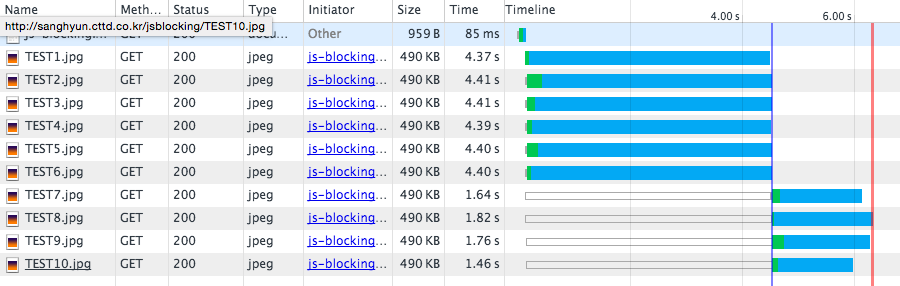 Name Meth... Status Type Initiator Size Time Timeline
4.00 s 6.00 s
http://sanghyun.cttd.co.kr/jsblocking/TEST10.jpg
Other 959 B 85 ms
TEST1.jpg GET 200 jpeg js-blocking... 490 KB 4.37 s
TEST2.jpg GET 200 jpeg js-blocking... 490 KB 4.41 s
TEST3.jpg GET 200 jpeg js-blocking... 490 KB 4.41 s
TEST4.jpg GET 200 jpeg js-blocking... 490 KB 4.39 s
TEST5.jpg GET 200 jpeg js-blocking... 490 KB 4.40 s
TEST6.jpg GET 200 jpeg js-blocking... 490 KB 4.40 s
TEST7.jpg GET 200 jpeg js-blocking... 490 KB 1.64 s
TEST8.jpg GET 200 jpeg js-blocking... 490 KB 1.82 s
TEST9.jpg GET 200 jpeg js-blocking... 490 KB 1.76 s
TEST10.jpg GET 200 jpeg js-blocking... 490 KB 1.46 s